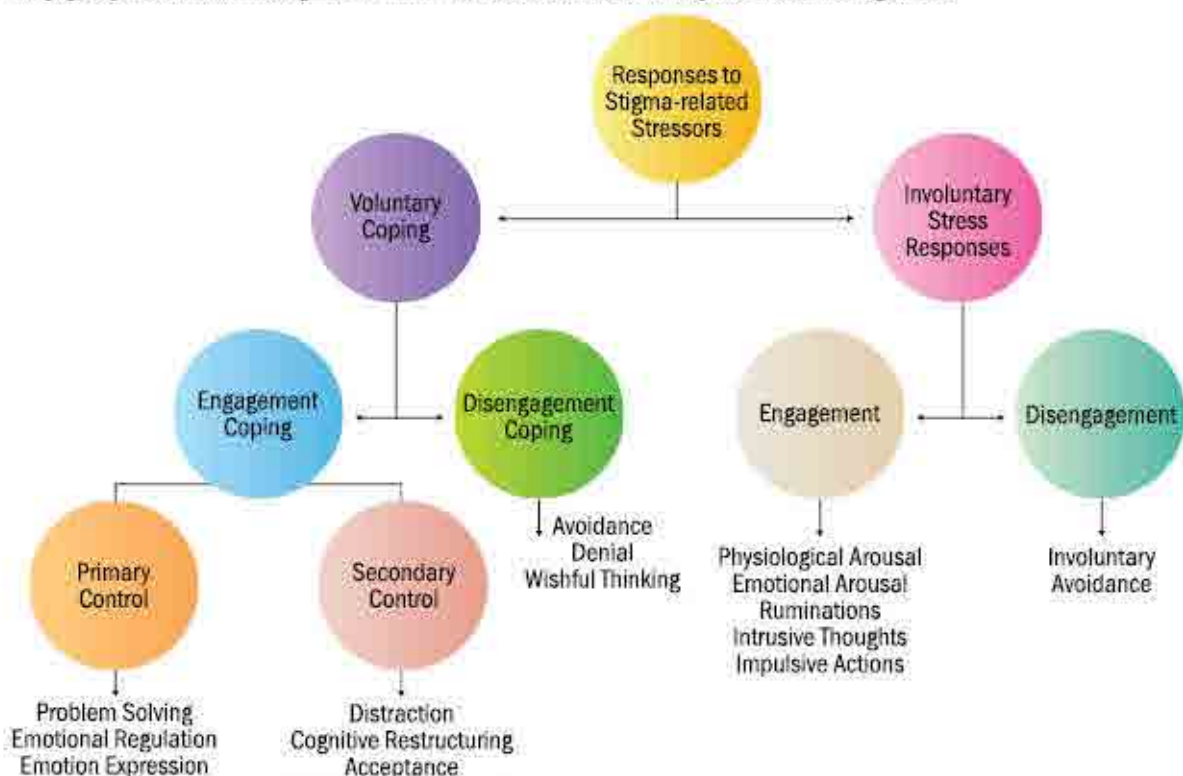 Responses to
Stigma-related
Stressors
Voluntary
Coping
Involuntary
Stress
Responses
Engagement
Coping
Disengagement
Coping
Engagement
Disengagement
Primary
Control
Secondary
Control
Avoidance
Denial
Wishful Thinking
Physiological Arousal
Emotional Arousal
Ruminations
Intrusive Thoughts
Impulsive Actions
Involuntary
Avoidance
Problem Solving
Emotional Regulation
Emotion Expression
Distraction
Cognitive Restructuring
Acceptance